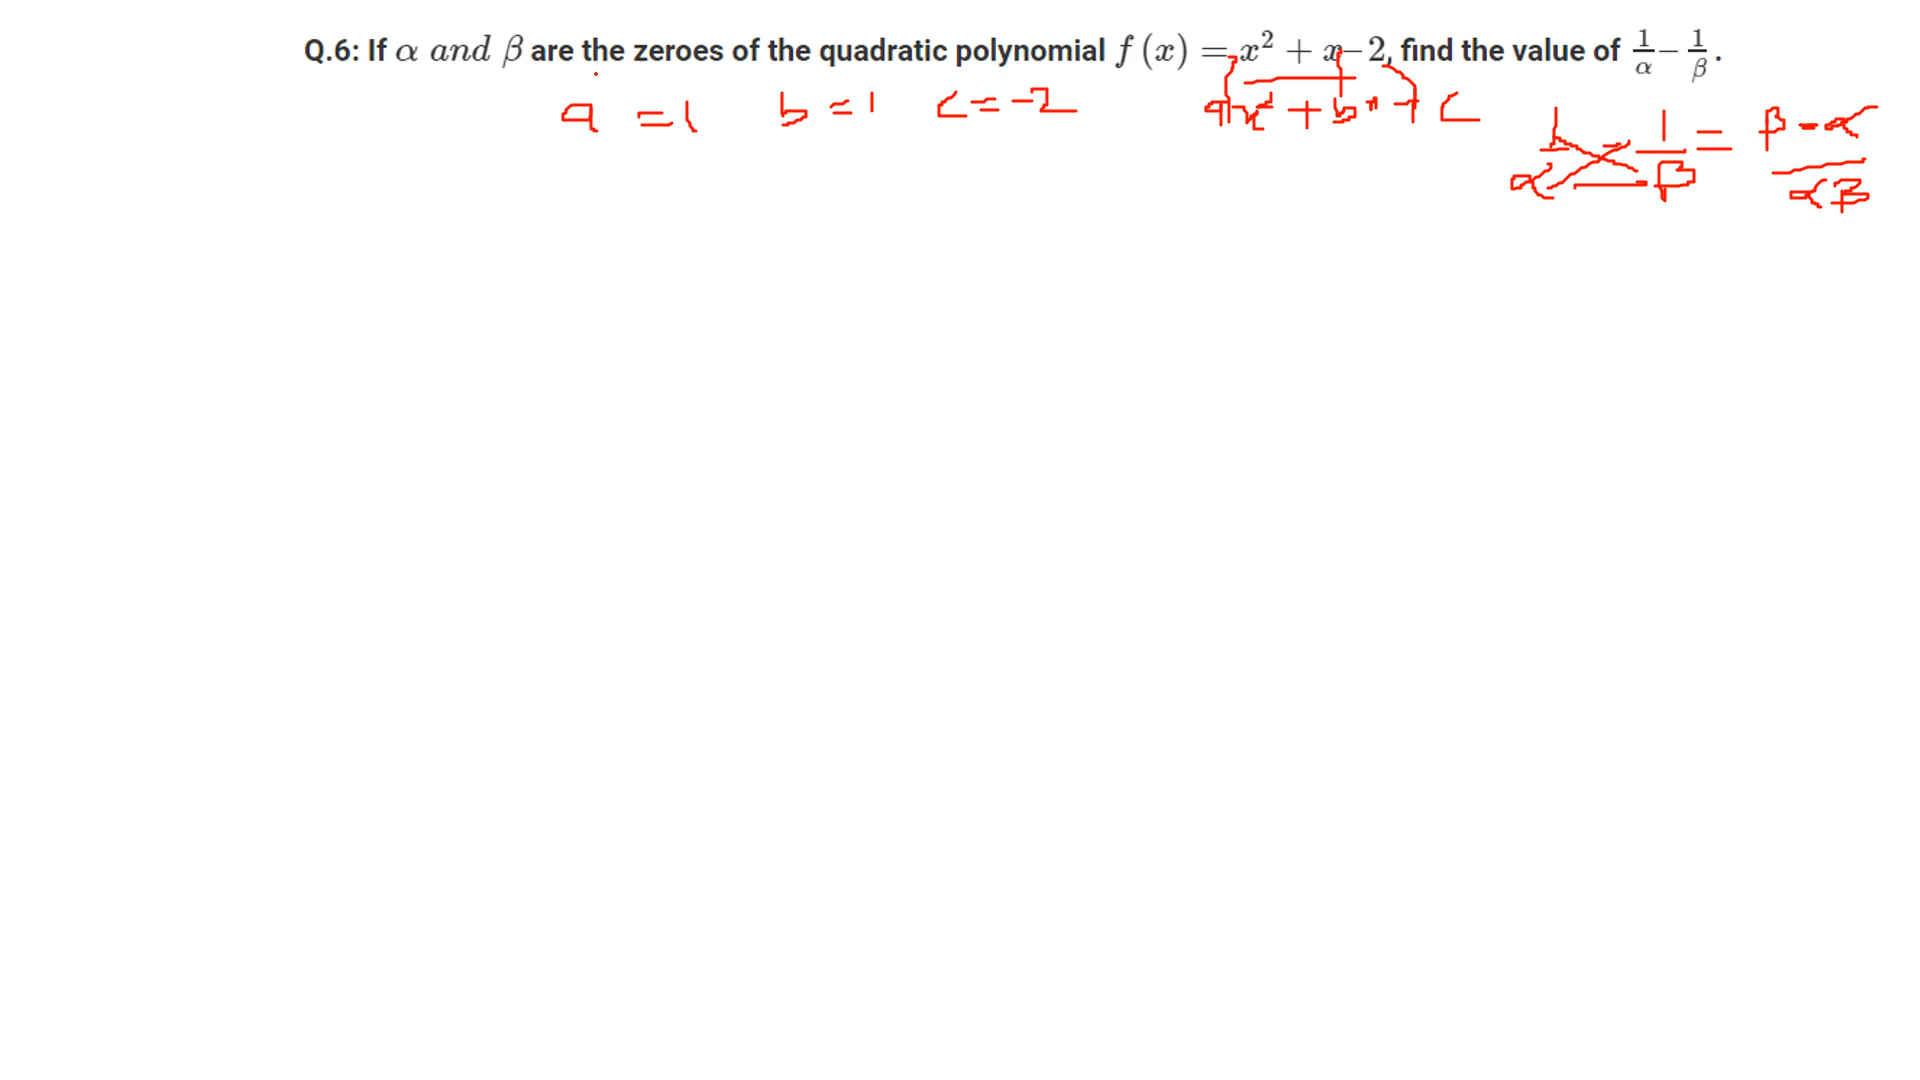 Q.6: If α and β are the zeroes of the quadratic polynomial f (x) = x² + x − 2, find the value of 1/α − 1/β.
a = 1 b = 1 c = -2 ax² + bx + c
1/α - 1/β = β - α / αβ